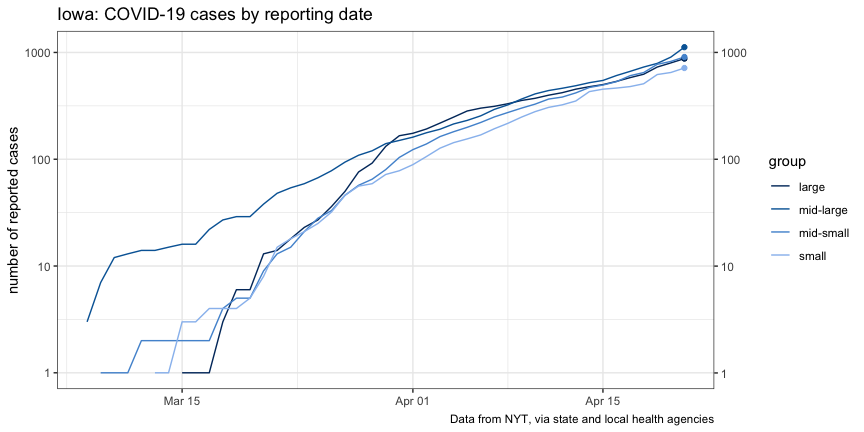 Iowa: COVID-19 cases by reporting date
number of reported cases
1000
100
10
1
1000
100
10
1
Mar 15
Apr 01
Apr 15
group
large
mid-large
mid-small
small
Data from NYT, via state and local health agencies